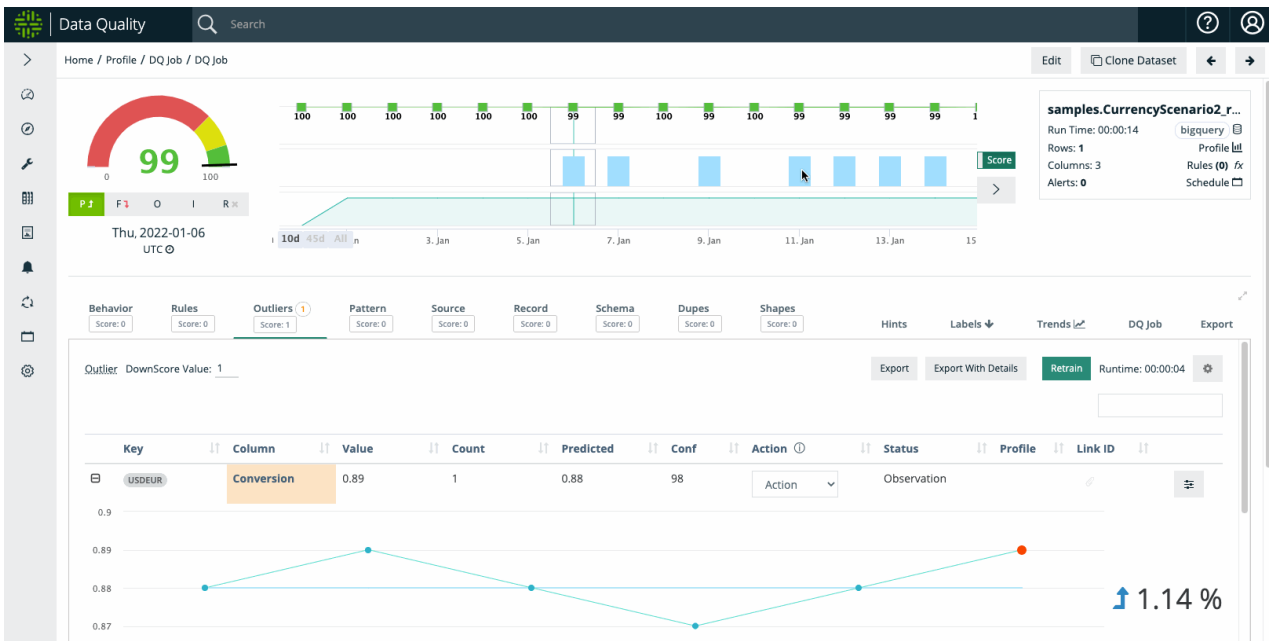 Data Quality Search
Home / Profile / DQ Job / DQ Job Edit Clone Dataset
100 100 100 100 100 100 99 99 100 99 100 99 99 99 99 1
samples.CurrencyScenario2_r...
Run Time: 00:00:14 bigquery
Rows: 1 Profile
Columns: 3 Rules (0) fx
Alerts: 0 Schedule
99
0 100
Score
P F O I R
Thu, 2022-01-06
UTC
10d 45d All n 3. Jan 5. Jan 7. Jan 9. Jan 11. Jan 13. Jan 15
Behavior Rules Outliers 1 Pattern Source Record Schema Dupes Shapes
Score: 0 Score: 0 Score: 1 Score: 0 Score: 0 Score: 0 Score: 0 Score: 0 Score: 0
Hints Labels Trends DQ Job Export
Outlier DownScore Value: 1 Export Export With Details Retrain Runtime: 00:00:04
Key Column Value Count Predicted Conf Action Status Profile Link ID
USDEUR Conversion 0.89 1 0.88 98 Action Observation
0.9
0.89
0.88
1.14 %
0.87